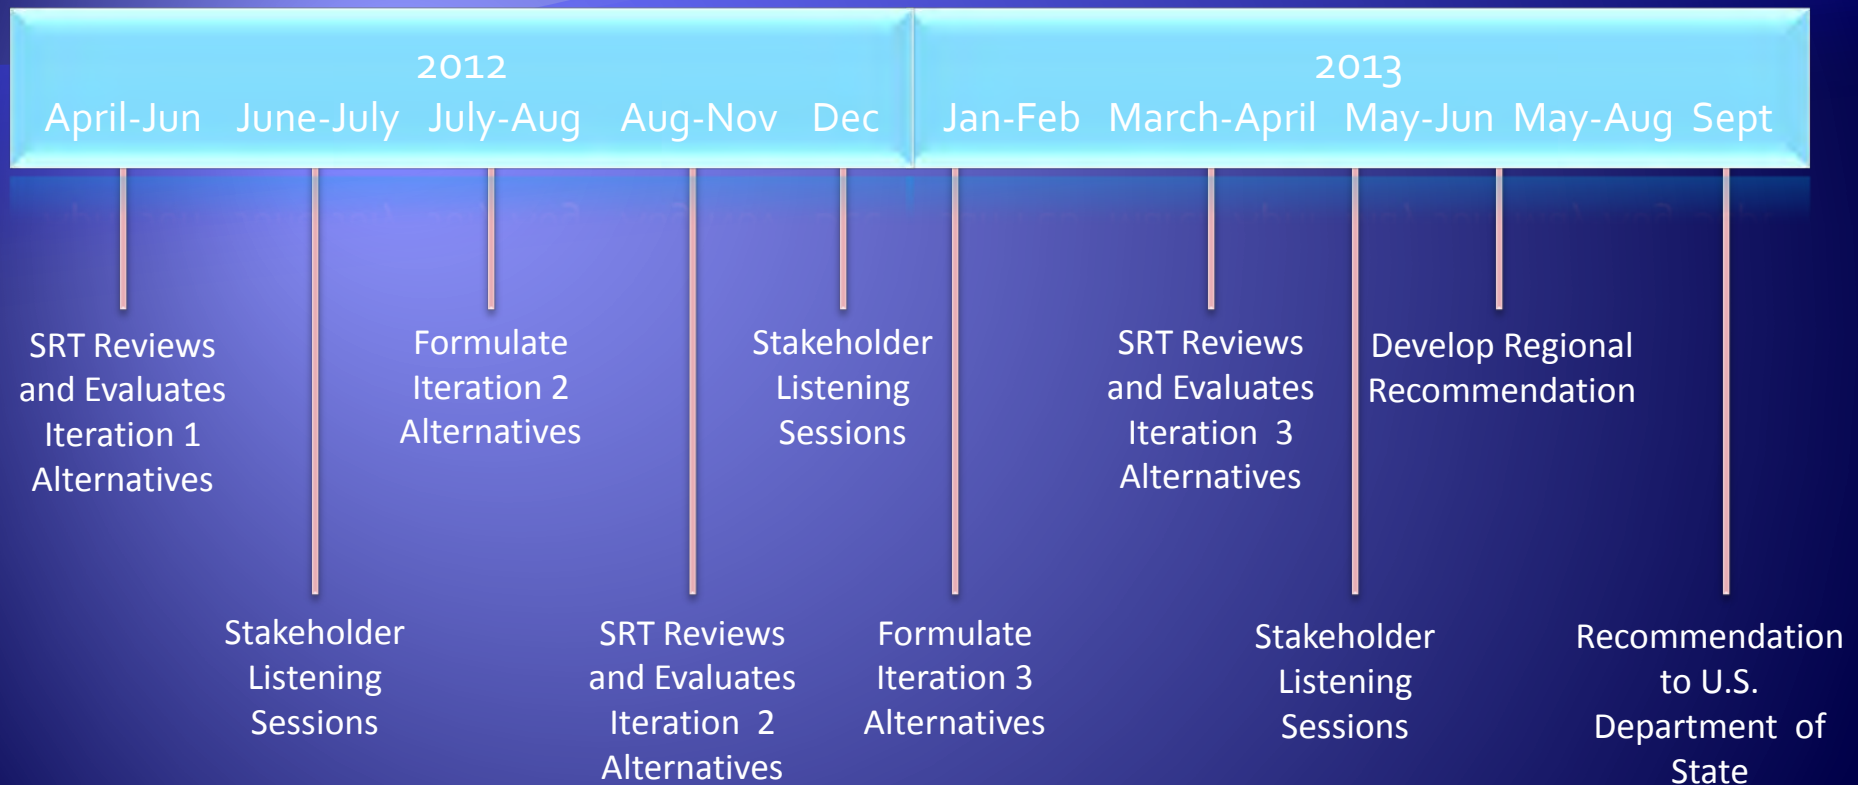 2012
April-Jun June-July July-Aug Aug-Nov Dec
2013
Jan-Feb March-April May-Jun May-Aug Sept
SRT Reviews
and Evaluates
Iteration 1
Alternatives
Stakeholder
Listening
Sessions
Formulate
Iteration 2
Alternatives
SRT Reviews
and Evaluates
Iteration 2
Alternatives
Stakeholder
Listening
Sessions
Formulate
Iteration 3
Alternatives
SRT Reviews
and Evaluates
Iteration 3
Alternatives
Stakeholder
Listening
Sessions
Develop Regional
Recommendation
Recommendation
to U.S.
Department of
State